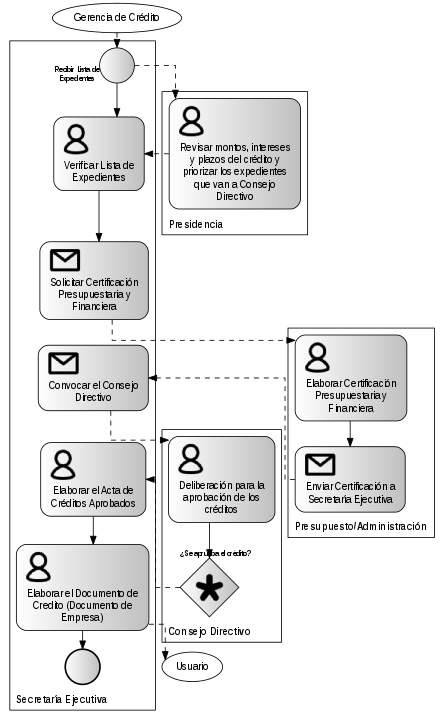 Gerencia de Crédito
Recibir Lista de
Expedientes
Verificar Lista de
Expedientes
Revisar montos, intereses
y plazos del crédito y
priorizar los expedientes
que van a Consejo
Directivo
Presidencia
Solicitar Certificación
Presupuestaria y
Financiera
Elaborar Certificación
Presupuestaria y
Financiera
Convocar el Consejo
Directivo
Enviar Certificación a
Secretaria Ejecutiva
Presupuesto/Administración
Deliberación para la
aprobación de los
créditos
Elaborar el Acta de
Créditos Aprobados
¿Se aprueba el crédito?
Elaborar el Documento de
Credito (Documento de
Empresa)
Consejo Directivo
Usuario
Secretaría Ejecutiva